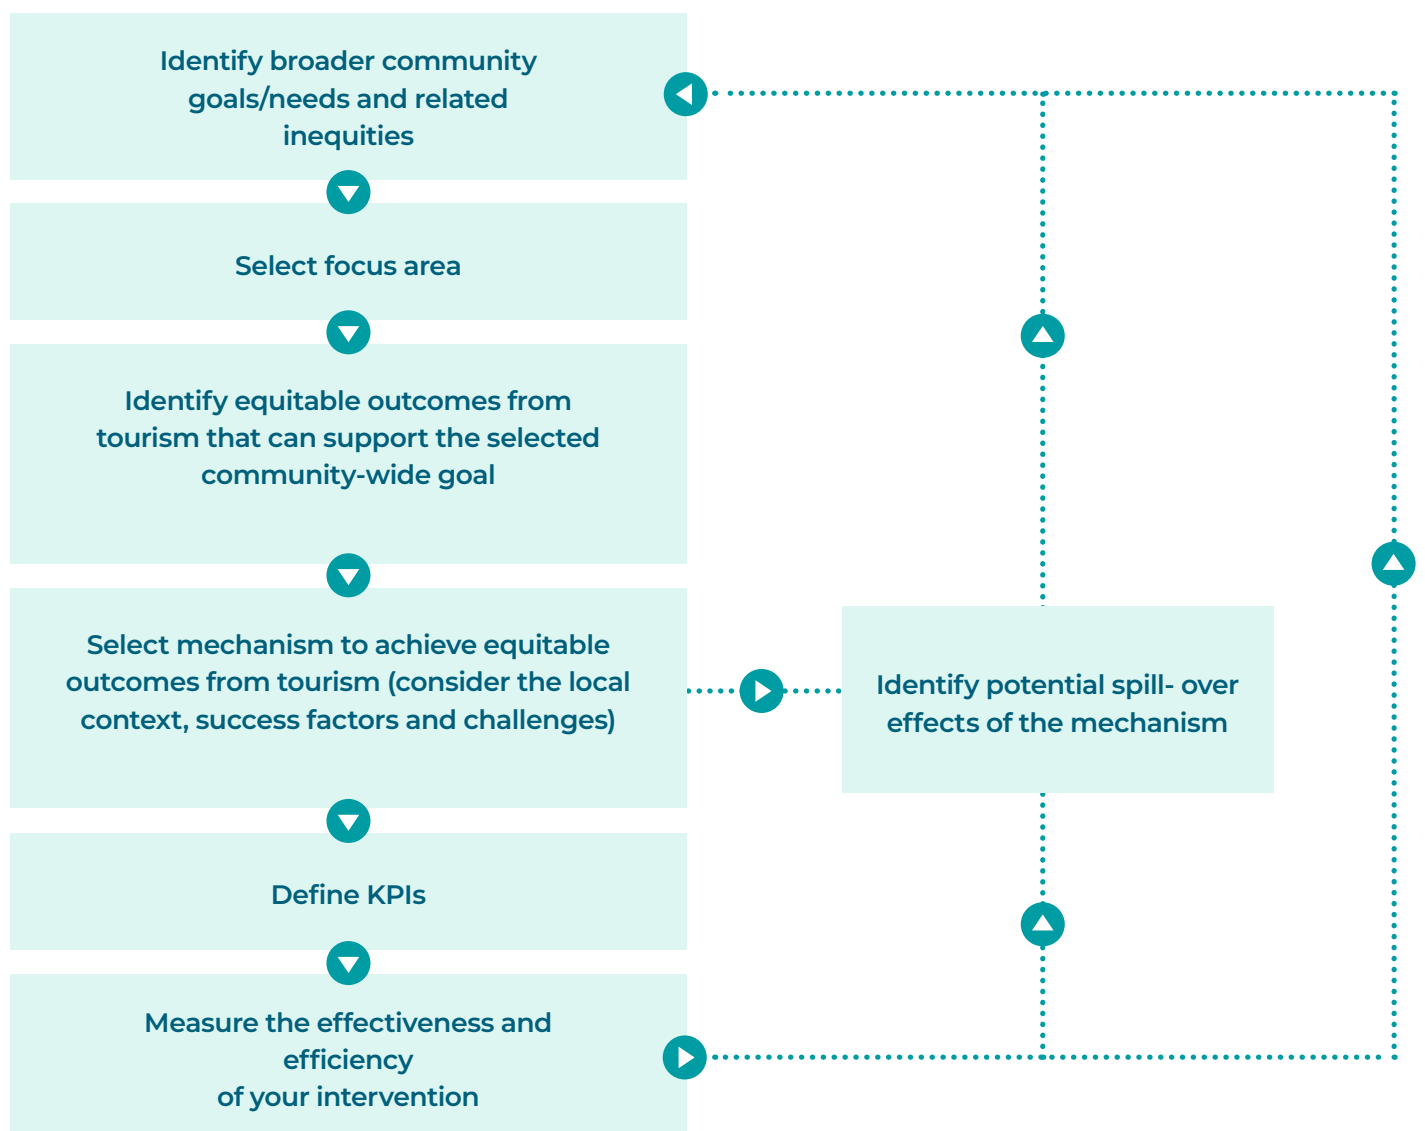 Identify broader community
goals/needs and related
inequities
Select focus area
Identify equitable outcomes from
tourism that can support the selected
community-wide goal
Select mechanism to achieve equitable
outcomes from tourism (consider the local
context, success factors and challenges)
Identify potential spill- over
effects of the mechanism
Define KPIs
Measure the effectiveness and
efficiency
of your intervention